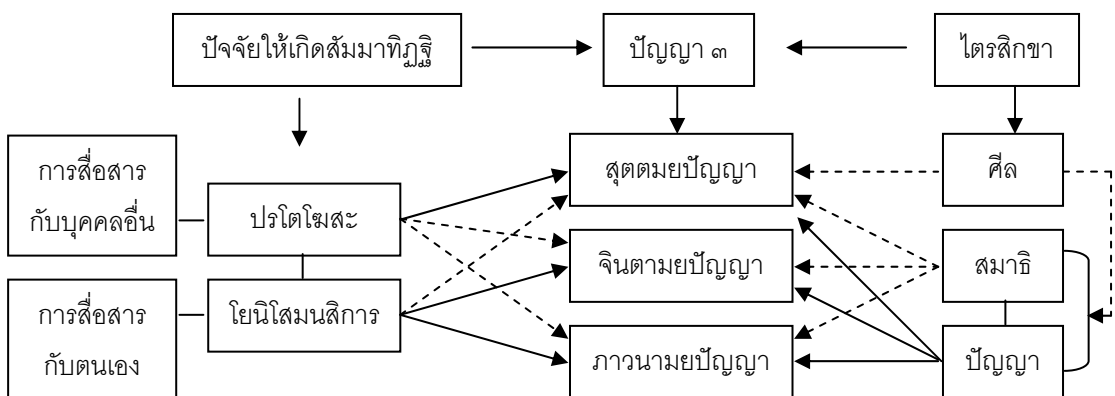 ปัจจัยให้เกิดสัมมาทิฏฐิ
ปัญญา ๓
ไตรสิกขา
การสื่อสาร
กับบุคคลอื่น
ปรโตโฆสะ
สุตตมยปัญญา
ศีล
จินตามยปัญญา
สมาธิ
การสื่อสาร
กับตนเอง
โยนิโสมนสิการ
ภาวนามยปัญญา
ปัญญา